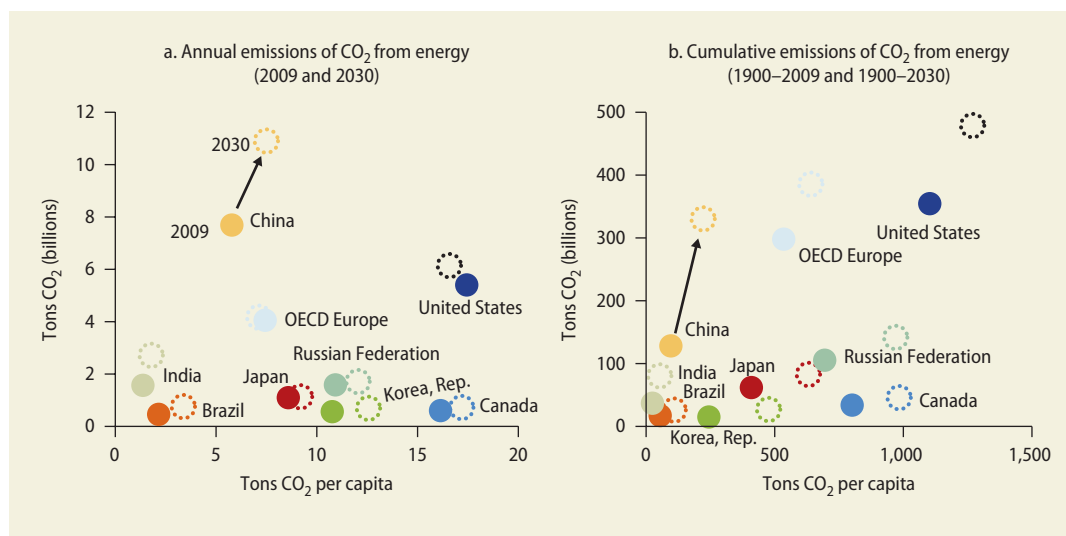 a. Annual emissions of CO₂ from energy
(2009 and 2030)
12
10
8
6
4
2
0
Tons CO₂ (billions)
2030
2009
China
United States
OECD Europe
Russian Federation
India
Japan
Korea, Rep.
Brazil
Canada
0
5
10
15
20
Tons CO₂ per capita
b. Cumulative emissions of CO₂ from energy
(1900–2009 and 1900–2030)
500
400
300
200
100
0
Tons CO₂ (billions)
United States
OECD Europe
China
Russian Federation
Japan
India
Brazil
Canada
Korea, Rep.
0
500
1,000
1,500
Tons CO₂ per capita